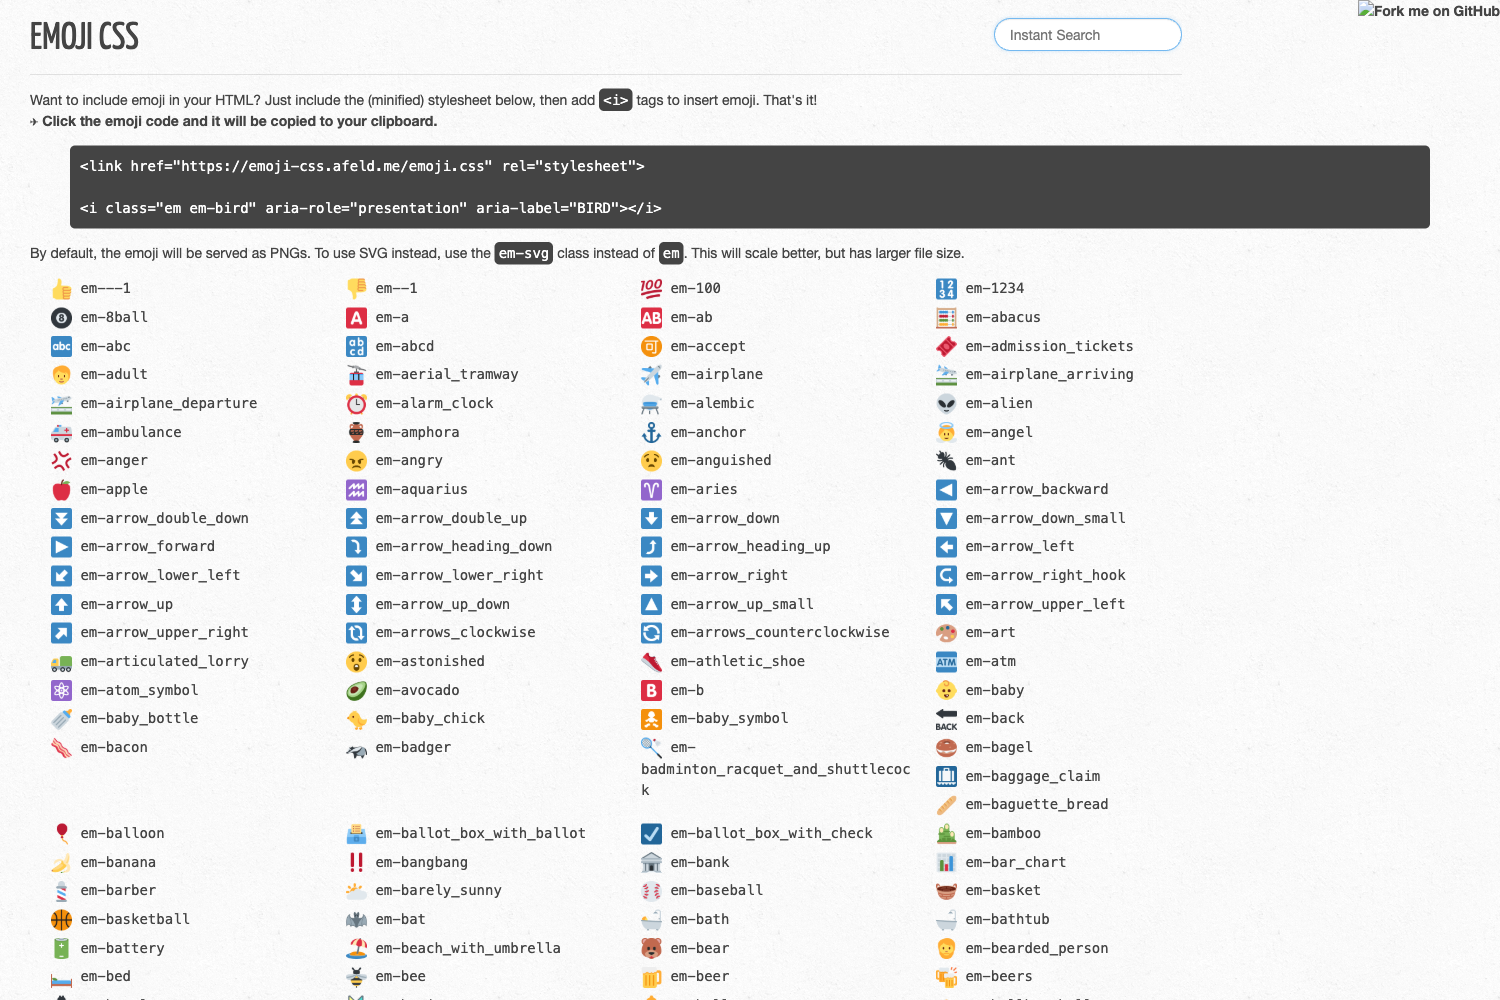 EMOJI CSS
Instant Search
Fork me on GitHub
Want to include emoji in your HTML? Just include the (minified) stylesheet below, then add <i> tags to insert emoji. That's it!
✈ Click the emoji code and it will be copied to your clipboard.
<link href="https://emoji-css.afeld.me/emoji.css" rel="stylesheet">
<i class="em em-bird" aria-role="presentation" aria-label="BIRD"></i>
By default, the emoji will be served as PNGs. To use SVG instead, use the em-svg class instead of em. This will scale better, but has larger file size.
em---1 em--1 em-100 em-1234
em-8ball em-a em-ab em-abacus
em-abc em-abcd em-accept em-admission_tickets
em-adult em-aerial_tramway em-airplane em-airplane_arriving
em-airplane_departure em-alarm_clock em-alembic em-alien
em-ambulance em-amphora em-anchor em-angel
em-anger em-angry em-anguished em-ant
em-apple em-aquarius em-aries em-arrow_backward
em-arrow_double_down em-arrow_double_up em-arrow_down em-arrow_down_small
em-arrow_forward em-arrow_heading_down em-arrow_heading_up em-arrow_left
em-arrow_lower_left em-arrow_lower_right em-arrow_right em-arrow_right_hook
em-arrow_up em-arrow_up_down em-arrow_up_small em-arrow_upper_left
em-arrow_upper_right em-arrows_clockwise em-arrows_counterclockwise em-art
em-articulated_lorry em-astonished em-athletic_shoe em-atm
em-atom_symbol em-avocado em-b em-baby
em-baby_bottle em-baby_chick em-baby_symbol em-back
em-bacon em-badger em- em-bagel
badminton_racquet_and_shuttlecoc em-baggage_claim
k
em-baguette_bread
em-balloon em-ballot_box_with_ballot em-ballot_box_with_check em-bamboo
em-banana em-bangbang em-bank em-bar_chart
em-barber em-barely_sunny em-baseball em-basket
em-basketball em-bat em-bath em-bathtub
em-battery em-beach_with_umbrella em-bear em-bearded_person
em-bed em-bee em-beer em-beers